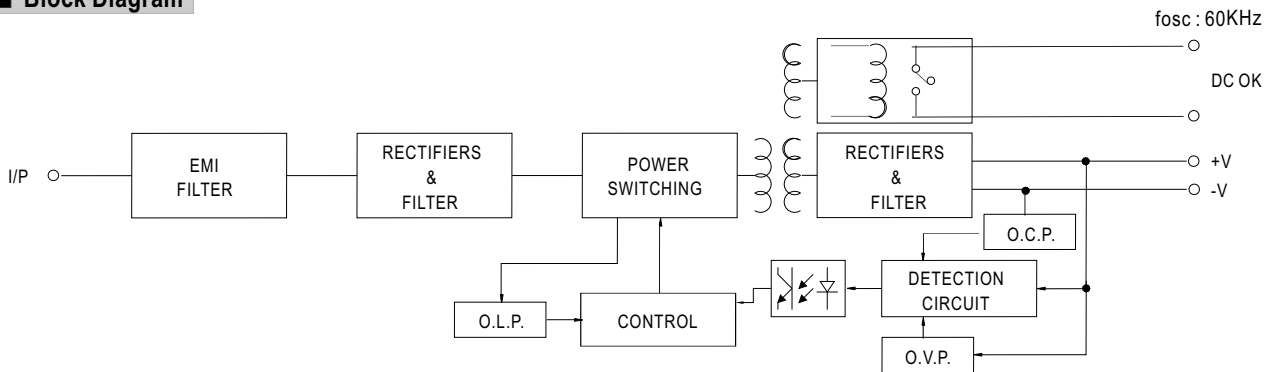 ■ Block Diagram
fosc : 60KHz
DC OK
I/P
EMI
FILTER
RECTIFIERS
&
FILTER
POWER
SWITCHING
RECTIFIERS
&
FILTER
+V
-V
O.C.P.
DETECTION
CIRCUIT
O.L.P.
CONTROL
O.V.P.